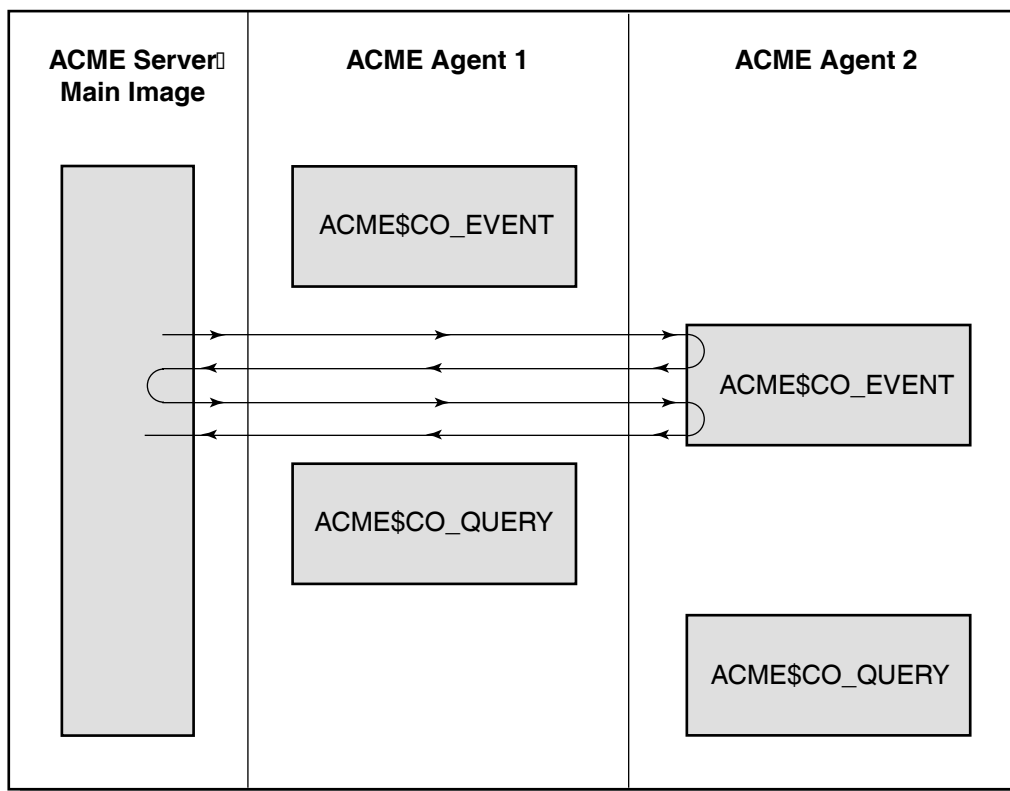 ACME Server
Main Image
ACME Agent 1
ACME Agent 2
ACME$CO_EVENT
ACME$CO_EVENT
ACME$CO_QUERY
ACME$CO_QUERY